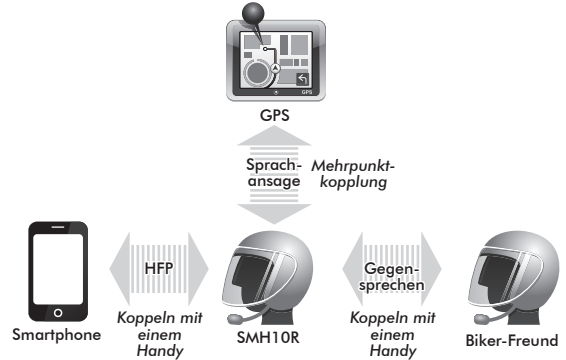 GPS
GPS
Sprach-
ansage
Mehrpunkt-
kopplung
HFP
Gegen-
sprechen
Smartphone
Koppeln mit
einem
Handy
SMH10R
Koppeln mit
einem
Handy
Biker-Freund